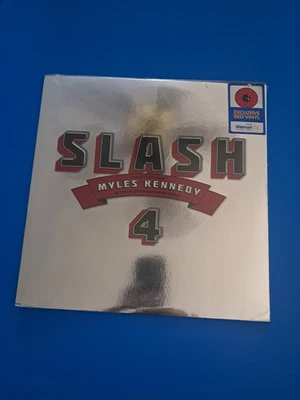 EXCLUSIVE
RED VINYL
Walmart
SLASH
MYLES KENNEDY
4